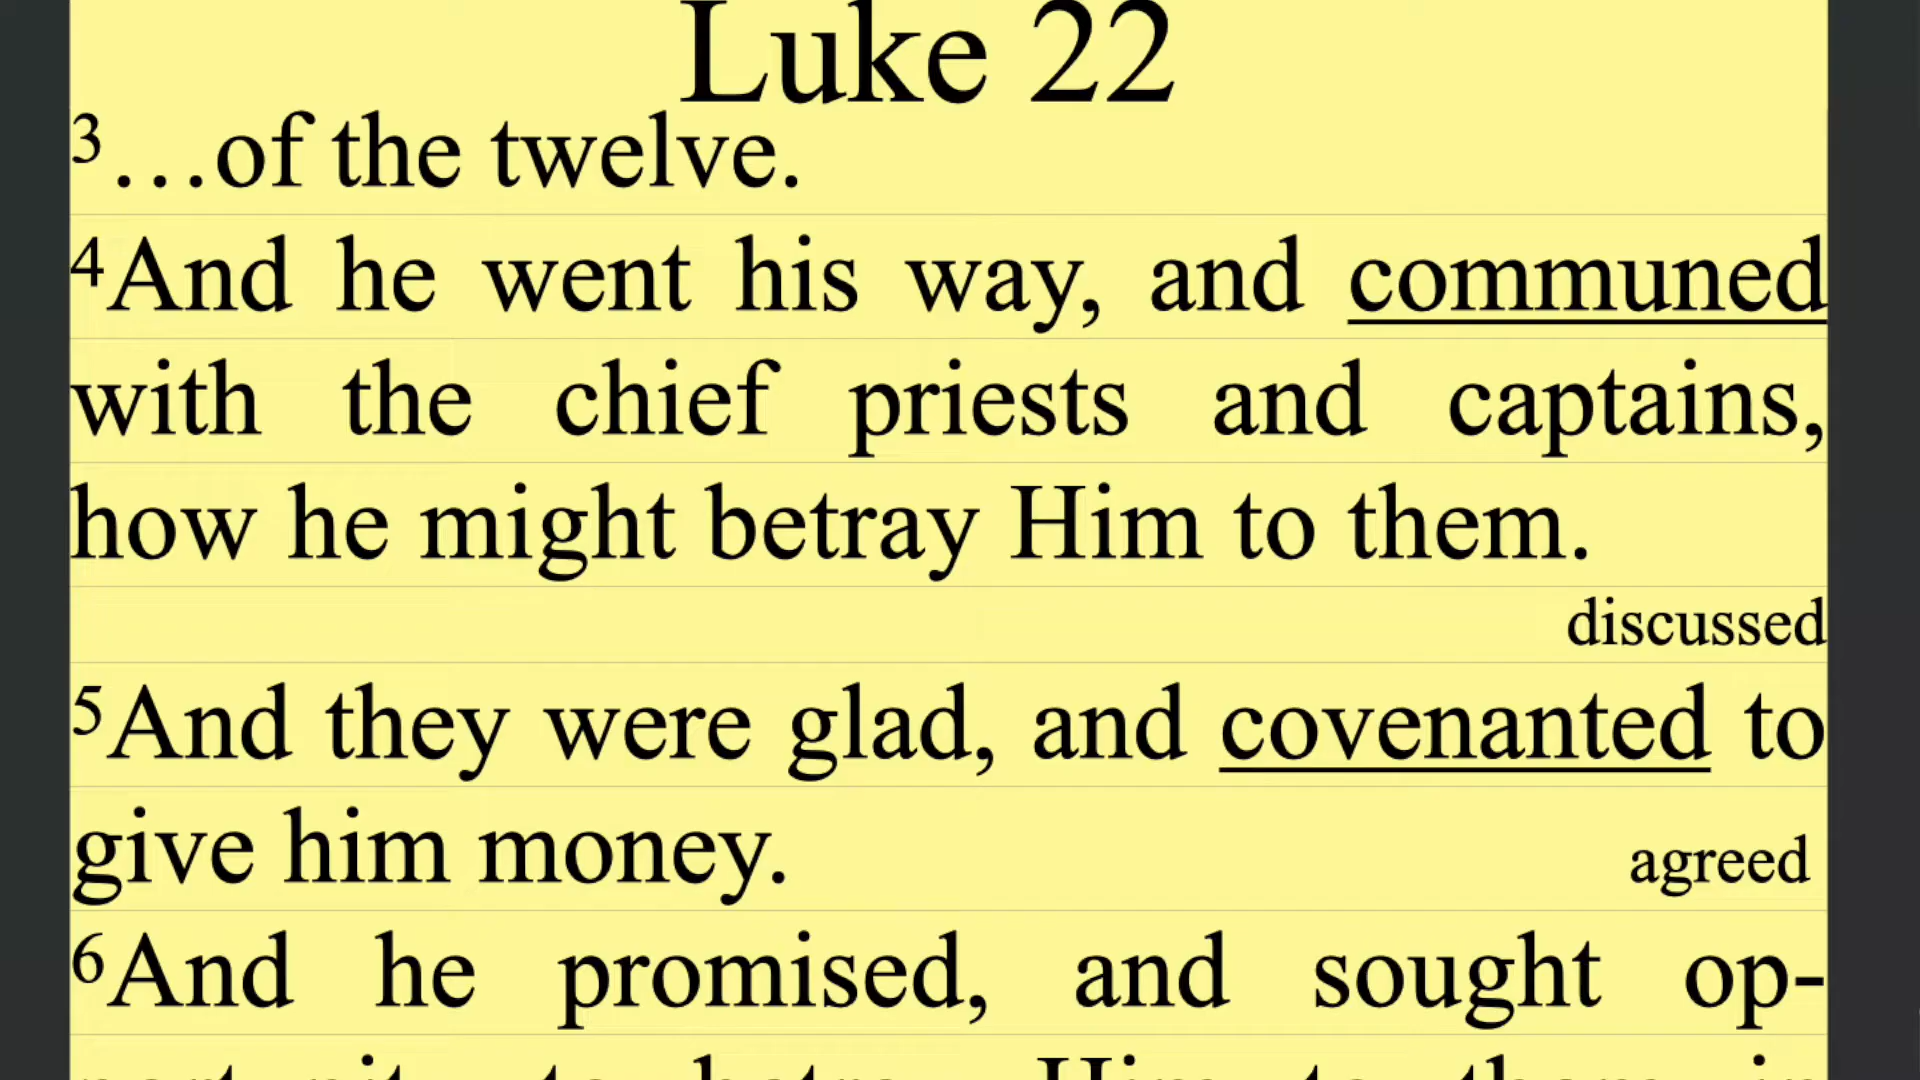 Luke 22
3…of the twelve.
4And he went his way, and communed
with the chief priests and captains,
how he might betray Him to them.
discussed
5And they were glad, and covenanted to
give him money.
agreed
6And he promised, and sought op-